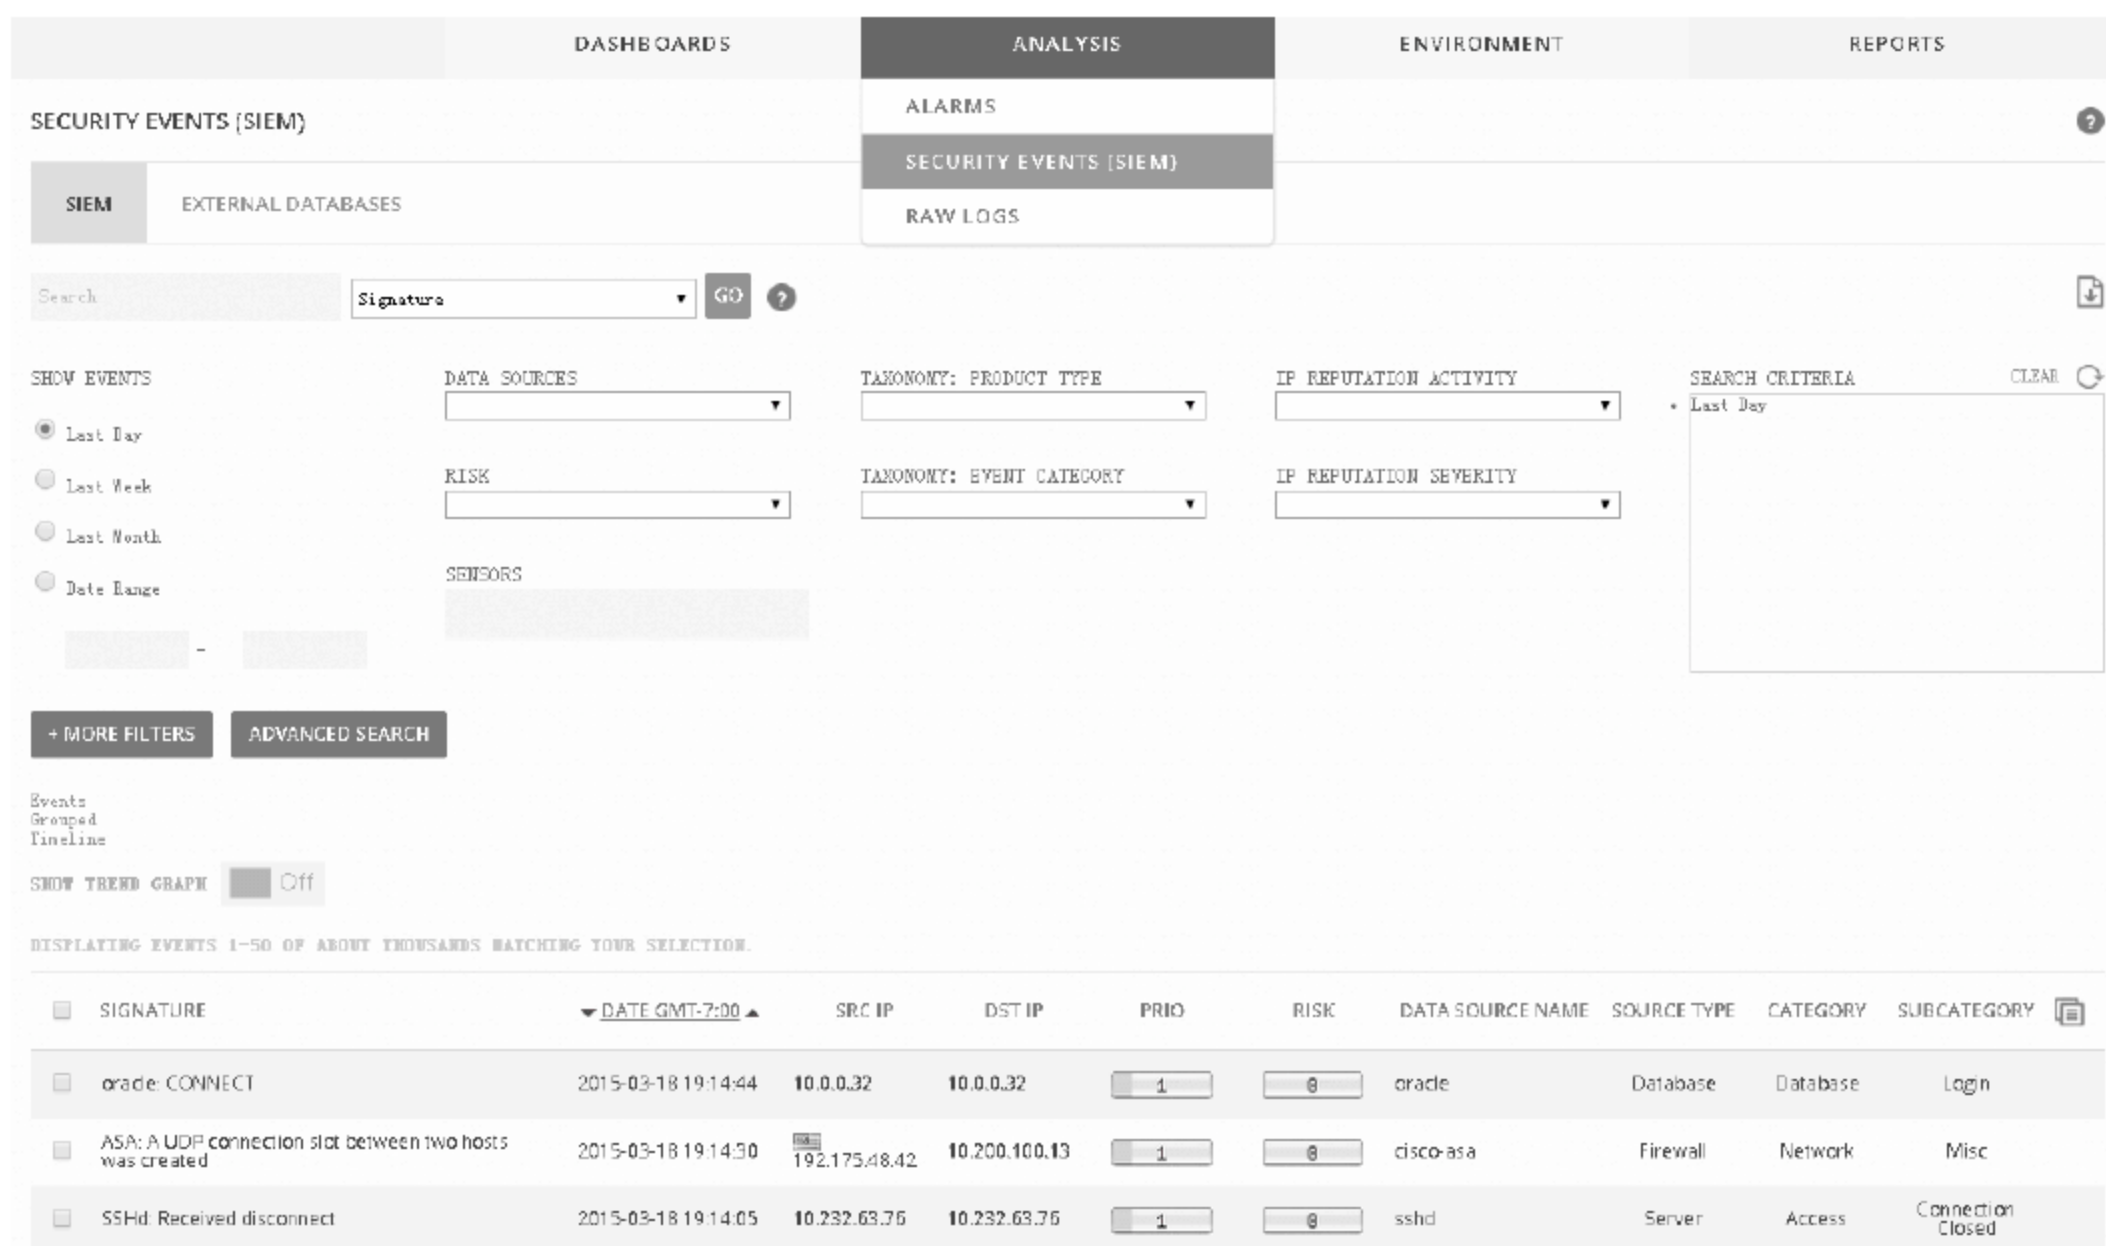 DASHBOARDS ANALYSIS ENVIRONMENT REPORTS
ALARMS
SECURITY EVENTS (SIEM)
SECURITY EVENTS (SIEM)
RAW LOGS
SIEM EXTERNAL DATABASES
Search Signature GO
SHOW EVENTS
Last Day
Last Week
Last Month
Date Range
-
DATA SOURCES
RISK
SENSORS
TAXONOMY: PRODUCT TYPE
TAXONOMY: EVENT CATEGORY
IP REPUTATION ACTIVITY
IP REPUTATION SEVERITY
SEARCH CRITERIA CLEAR
• Last Day
+ MORE FILTERS ADVANCED SEARCH
Events
Grouped
Timeline
SHOW TREND GRAPH Off
DISPLAYING EVENTS 1-50 OF ABOUT THOUSANDS MATCHING YOUR SELECTION.
SIGNATURE DATE GMT-7:00 SRC IP DST IP PRIO RISK DATA SOURCE NAME SOURCE TYPE CATEGORY SUBCATEGORY
oracle: CONNECT 2015-03-18 19:14:44 10.0.0.32 10.0.0.32 1 0 oracle Database Database Login
ASA: A UDP connection slot between two hosts
was created 2015-03-18 19:14:30 192.175.48.42 10.200.100.13 1 0 cisco-asa Firewall Network Misc
SSHd: Received disconnect 2015-03-18 19:14:05 10.232.63.76 10.232.63.76 1 0 sshd Server Access Connection
Closed